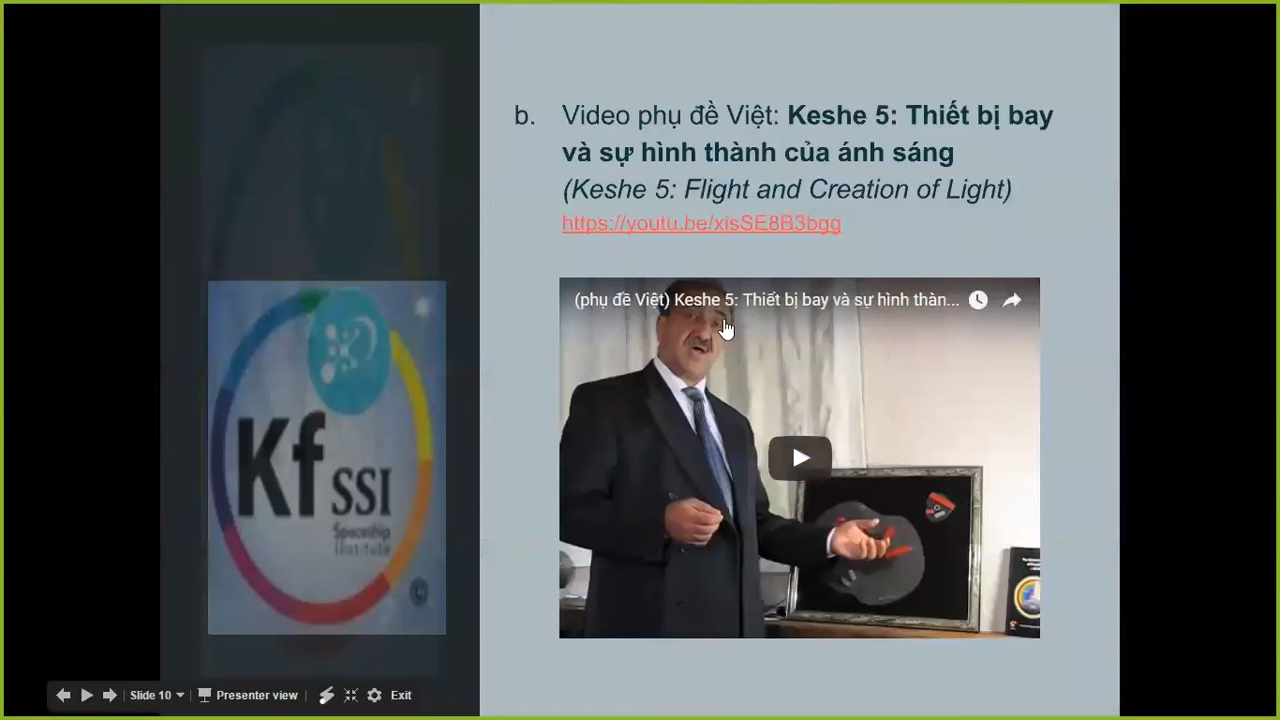 b. Video phụ đề Việt: Keshe 5: Thiết bị bay
và sự hình thành của ánh sáng
(Keshe 5: Flight and Creation of Light)
https://youtu.be/xisSE8B3bgg
(phụ đề Việt) Keshe 5: Thiết bị bay và sự hình thàn...
Kf SSI
Spaceship
Institute
Slide 10
Presenter view
Exit